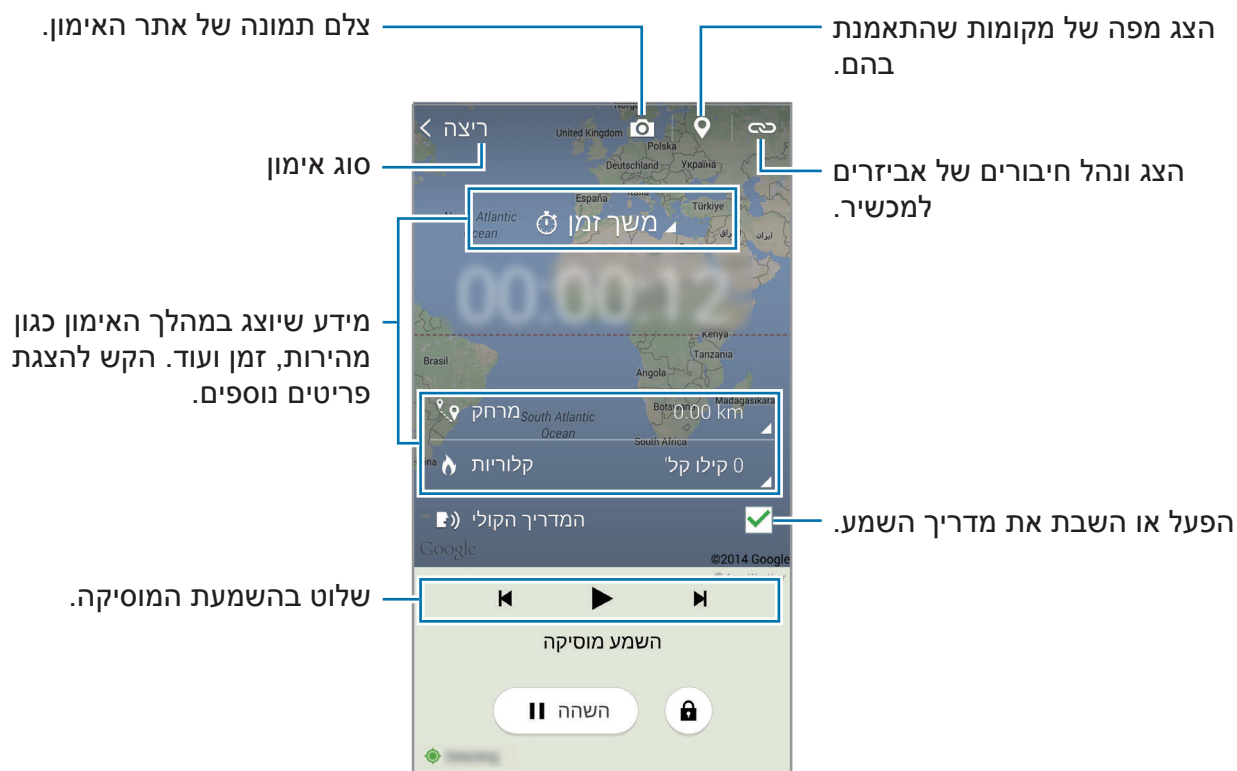 צלם תמונה של אתר האימון.
הצג מפה של מקומות שהתאמנת
בהם.
סוג אימון
הצג ונהל חיבורים של אביזרים
למכשיר.
מידע שיוצג במהלך האימון כגון
מהירות, זמן ועוד. הקש להצגת
פריטים נוספים.
הפעל או השבת את מדריך השמע.
שלוט בהשמעת המוסיקה.
ריצה
United Kingdom
Polska
Deutschland
Україна
España
Italia
Türkiye
Atlantic
ایران
משך זמן
00:00:12
Kenya
Tanzania
Brasil
Angola
Madagasikara
מרחק
0.00 km
South Atlantic
Ocean
South Africa
קלוריות
0 קילו קל'
המדריך הקולי
Google
©2014 Google
השמע מוסיקה
השהה